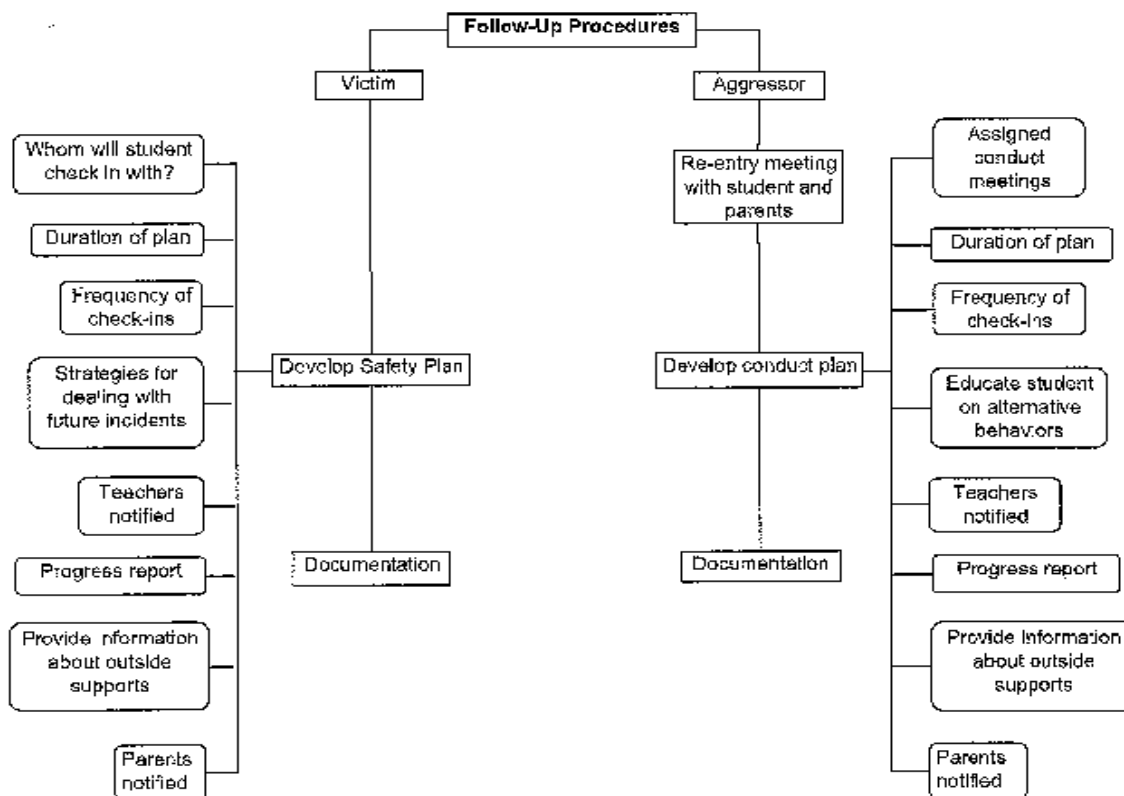 Follow-Up Procedures
Victim
Aggressor
Whom will student
check in with?
Duration of plan
Frequency of
check-ins
Strategies for
dealing with
future incidents
Teachers
notified
Progress report
Provide information
about outside
supports
Parents
notified
Develop Safety Plan
Documentation
Re-entry meeting
with student and
parents
Develop conduct plan
Documentation
Assigned
conduct
meetings
Duration of plan
Frequency of
check-ins
Educate student
on alternative
behaviors
Teachers
notified
Progress report
Provide Information
about outside
supports
Parents
notified